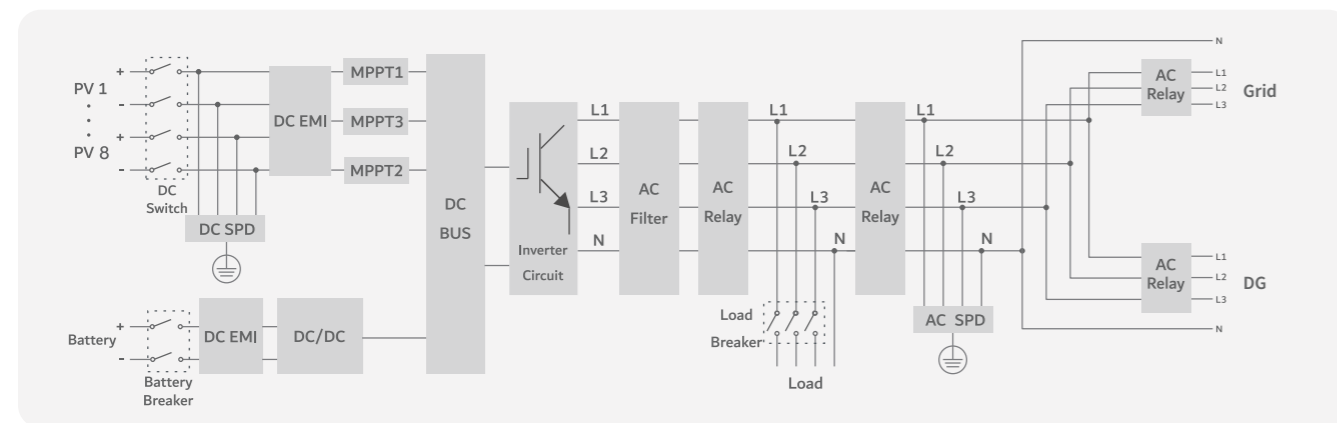 PV 1
PV 8
+
-
+
-
DC
Switch
DC SPD
DC EMI
MPPT1
MPPT3
MPPT2
Battery
+
-
Battery
Breaker
DC EMI
DC/DC
DC
BUS
Inverter
Circuit
L1
L2
L3
N
AC
Filter
AC
Relay
L1
L2
L3
N
Load
Breaker
Load
AC
Relay
L1
L2
L3
N
AC SPD
N
AC
Relay
L1
L2
L3
Grid
AC
Relay
L1
L2
L3
DG
N